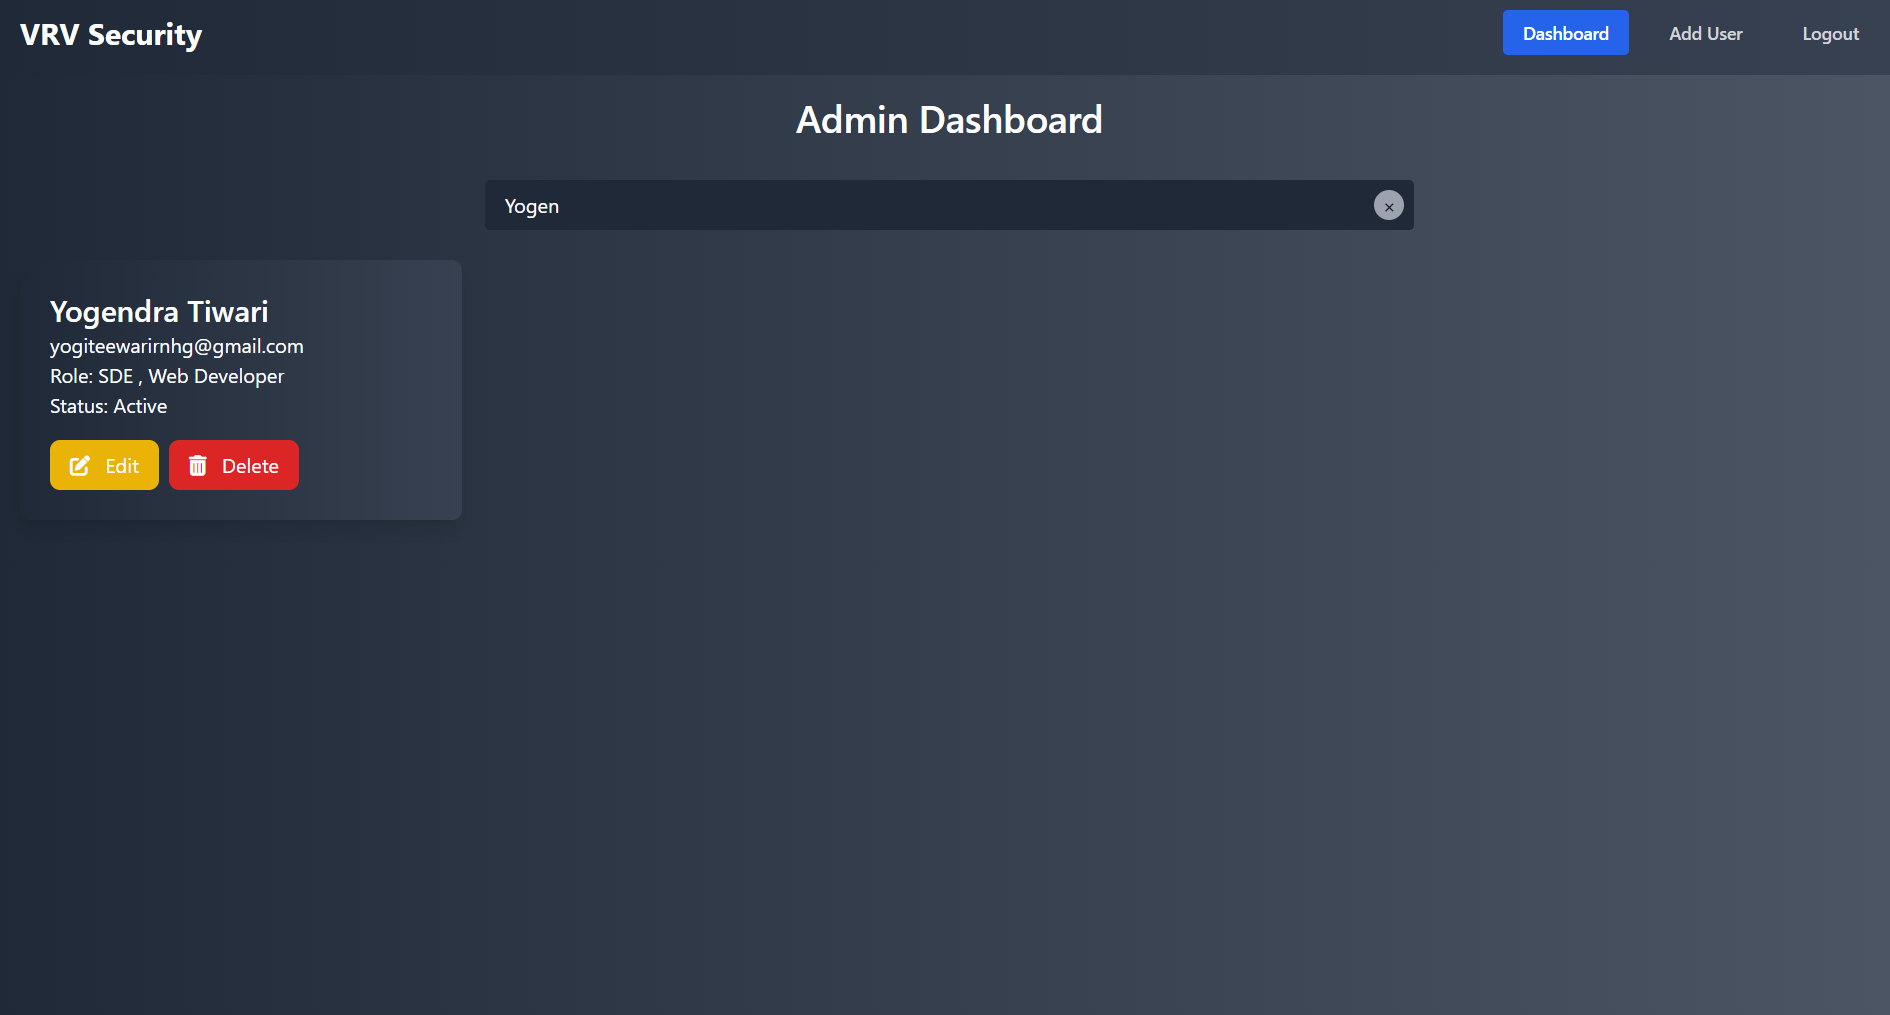 VRV Security
Dashboard Add User Logout
Admin Dashboard
Yogen
Yogendra Tiwari
yogiteewarirnhg@gmail.com
Role: SDE , Web Developer
Status: Active
Edit Delete